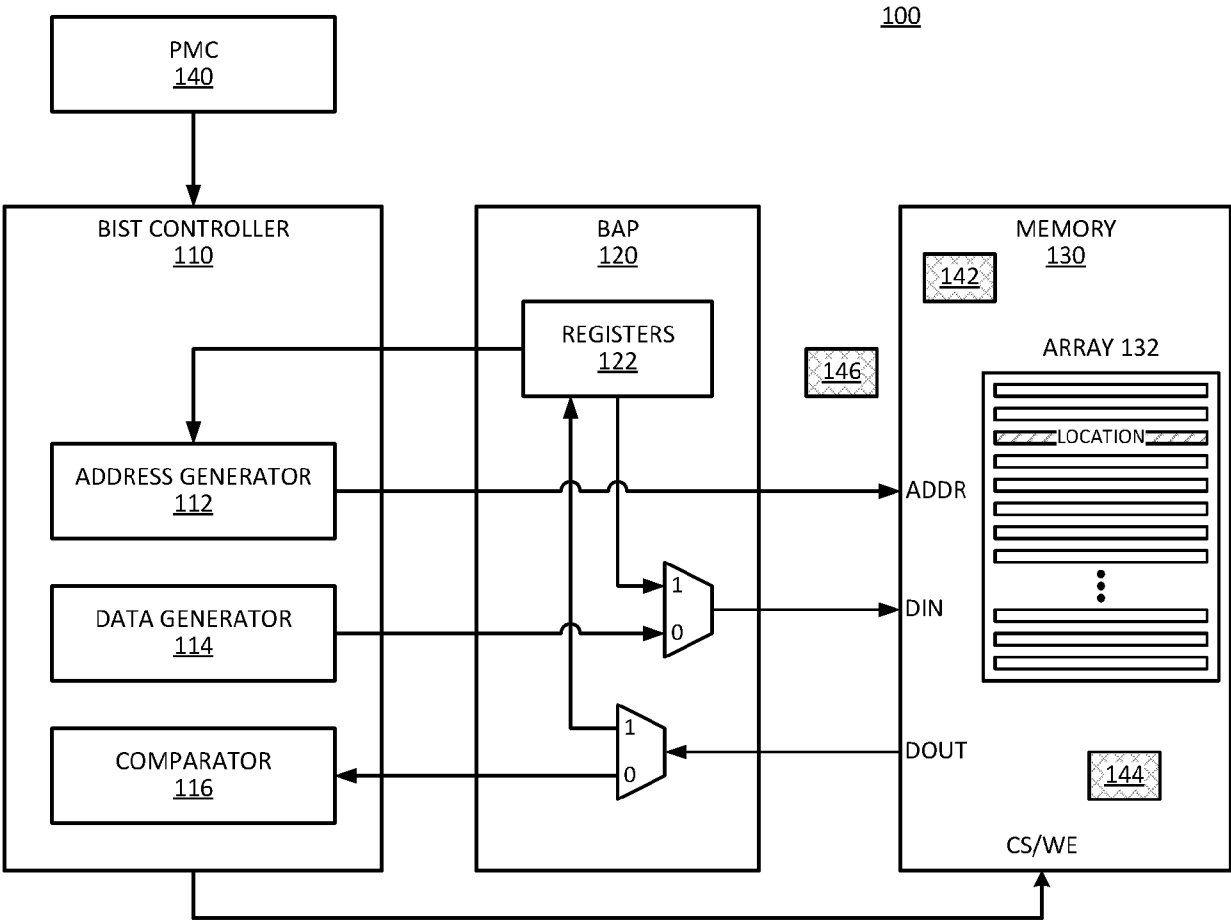 100
PMC
140
BIST CONTROLLER
110
BAP
120
MEMORY
130
142
REGISTERS
122
146
ARRAY 132
LOCATION
ADDRESS GENERATOR
112
ADDR
1
DATA GENERATOR
114
0
DIN
COMPARATOR
116
1
0
DOUT
144
CS/WE